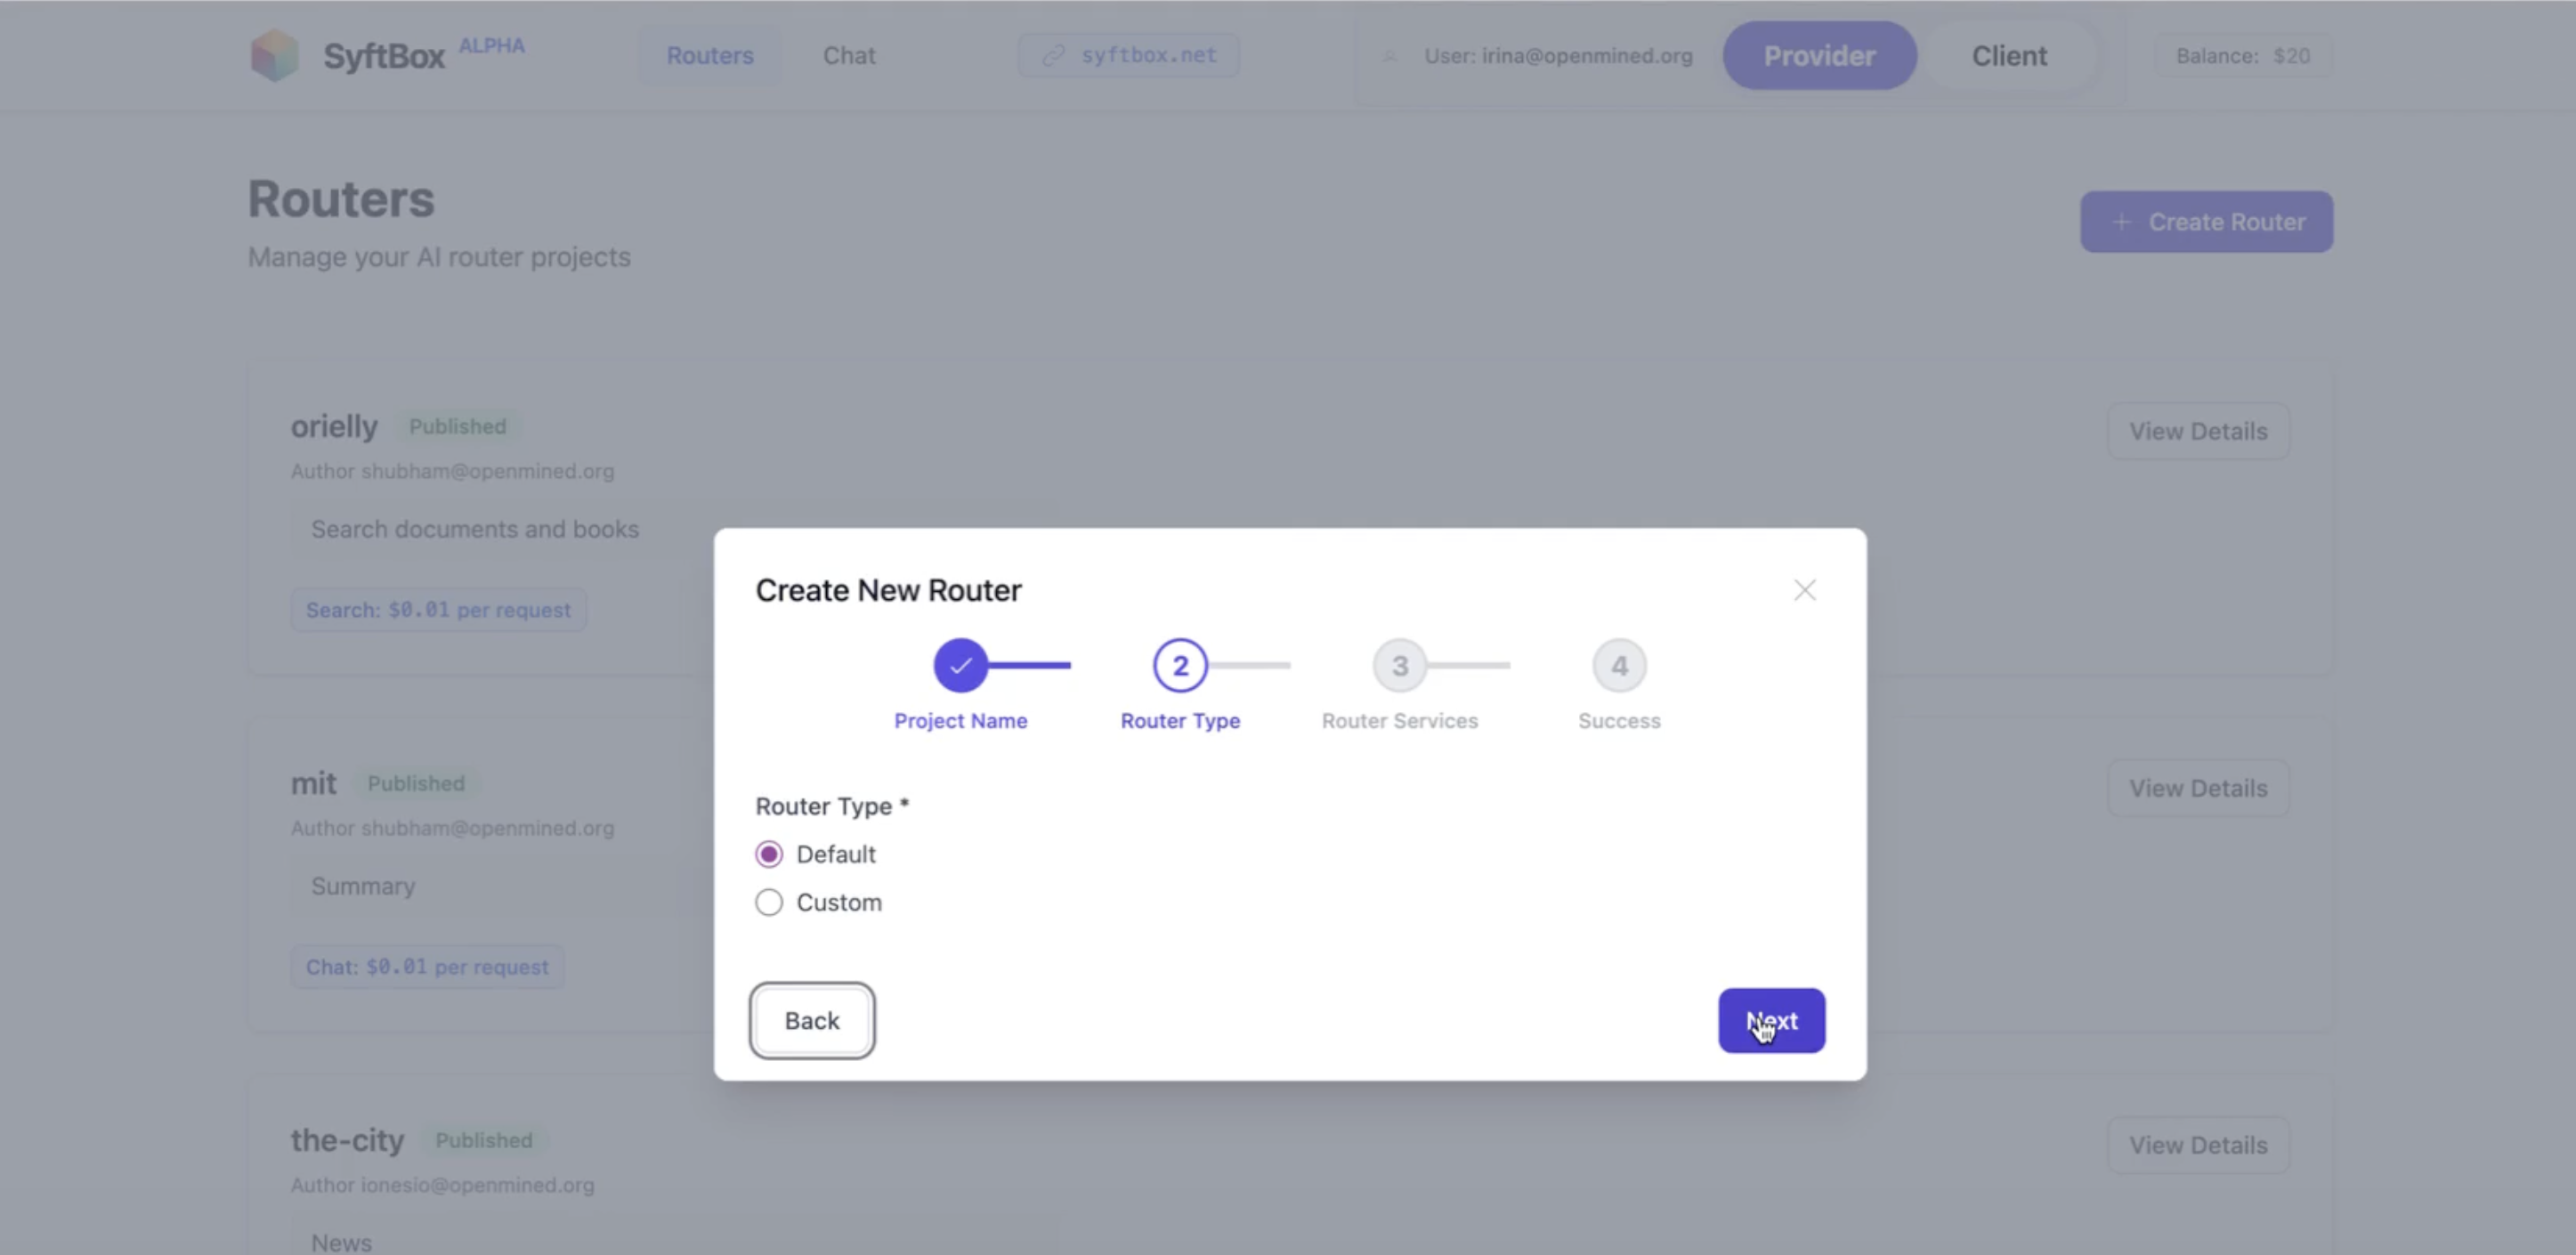 SyftBox ALPHA Routers Chat syftbox.net User: irina@openmined.org Provider Client Balance: $20
Routers
Manage your AI router projects
+ Create Router
orielly Published
View Details
Author shubham@openmined.org
Search documents and books
Search: $0.01 per request
Create New Router
2 3 4
Project Name Router Type Router Services Success
Router Type *
Default
Custom
Back
Next
mit Published
View Details
Author shubham@openmined.org
Summary
Chat: $0.01 per request
the-city Published
View Details
Author ionesio@openmined.org
News